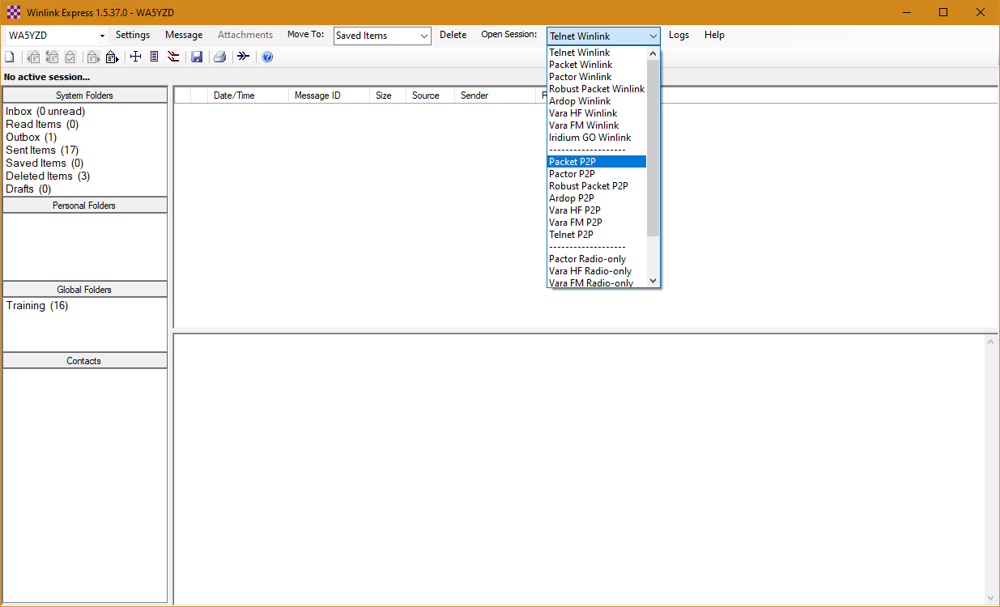 Winlink Express 1.5.37.0 - WA5YZD
WA5YZD Settings Message Attachments Move To: Saved Items Delete Open Session: Telnet Winlink Logs Help
No active session...
System Folders
Inbox (0 unread)
Read Items (0)
Outbox (1)
Sent Items (17)
Saved Items (0)
Deleted Items (3)
Drafts (0)
Personal Folders
Global Folders
Training (16)
Contacts
Date/Time Message ID Size Source Sender
Telnet Winlink
Packet Winlink
Pactor Winlink
Robust Packet Winlink
Ardop Winlink
Vara HF Winlink
Vara FM Winlink
Iridium GO Winlink
-------------------
Packet P2P
Pactor P2P
Robust Packet P2P
Ardop P2P
Vara HF P2P
Vara FM P2P
Telnet P2P
-------------------
Pactor Radio-only
Vara HF Radio-only
Vara FM Radio-only